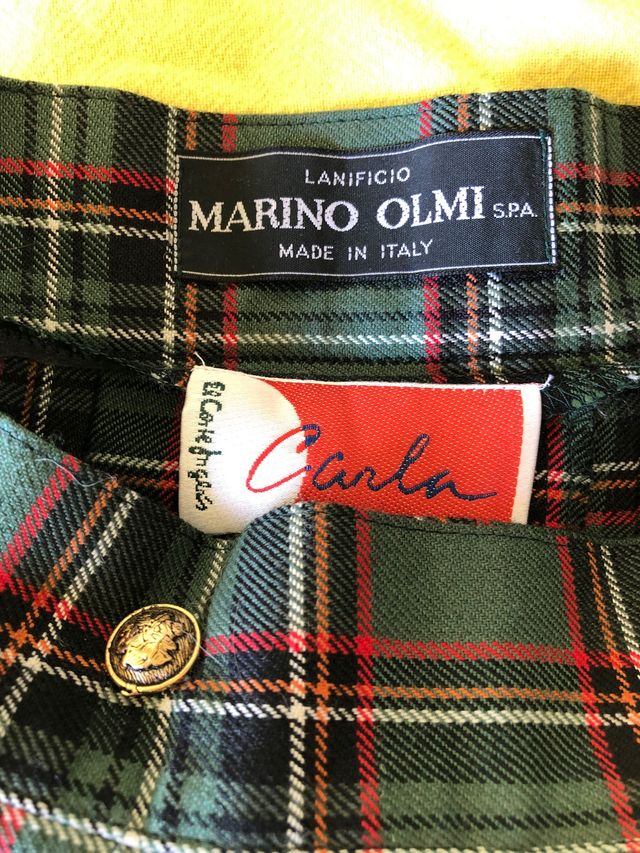 LANIFICIO
MARINO OLMI S.P.A.
MADE IN ITALY
El Corte Inglés
Carla